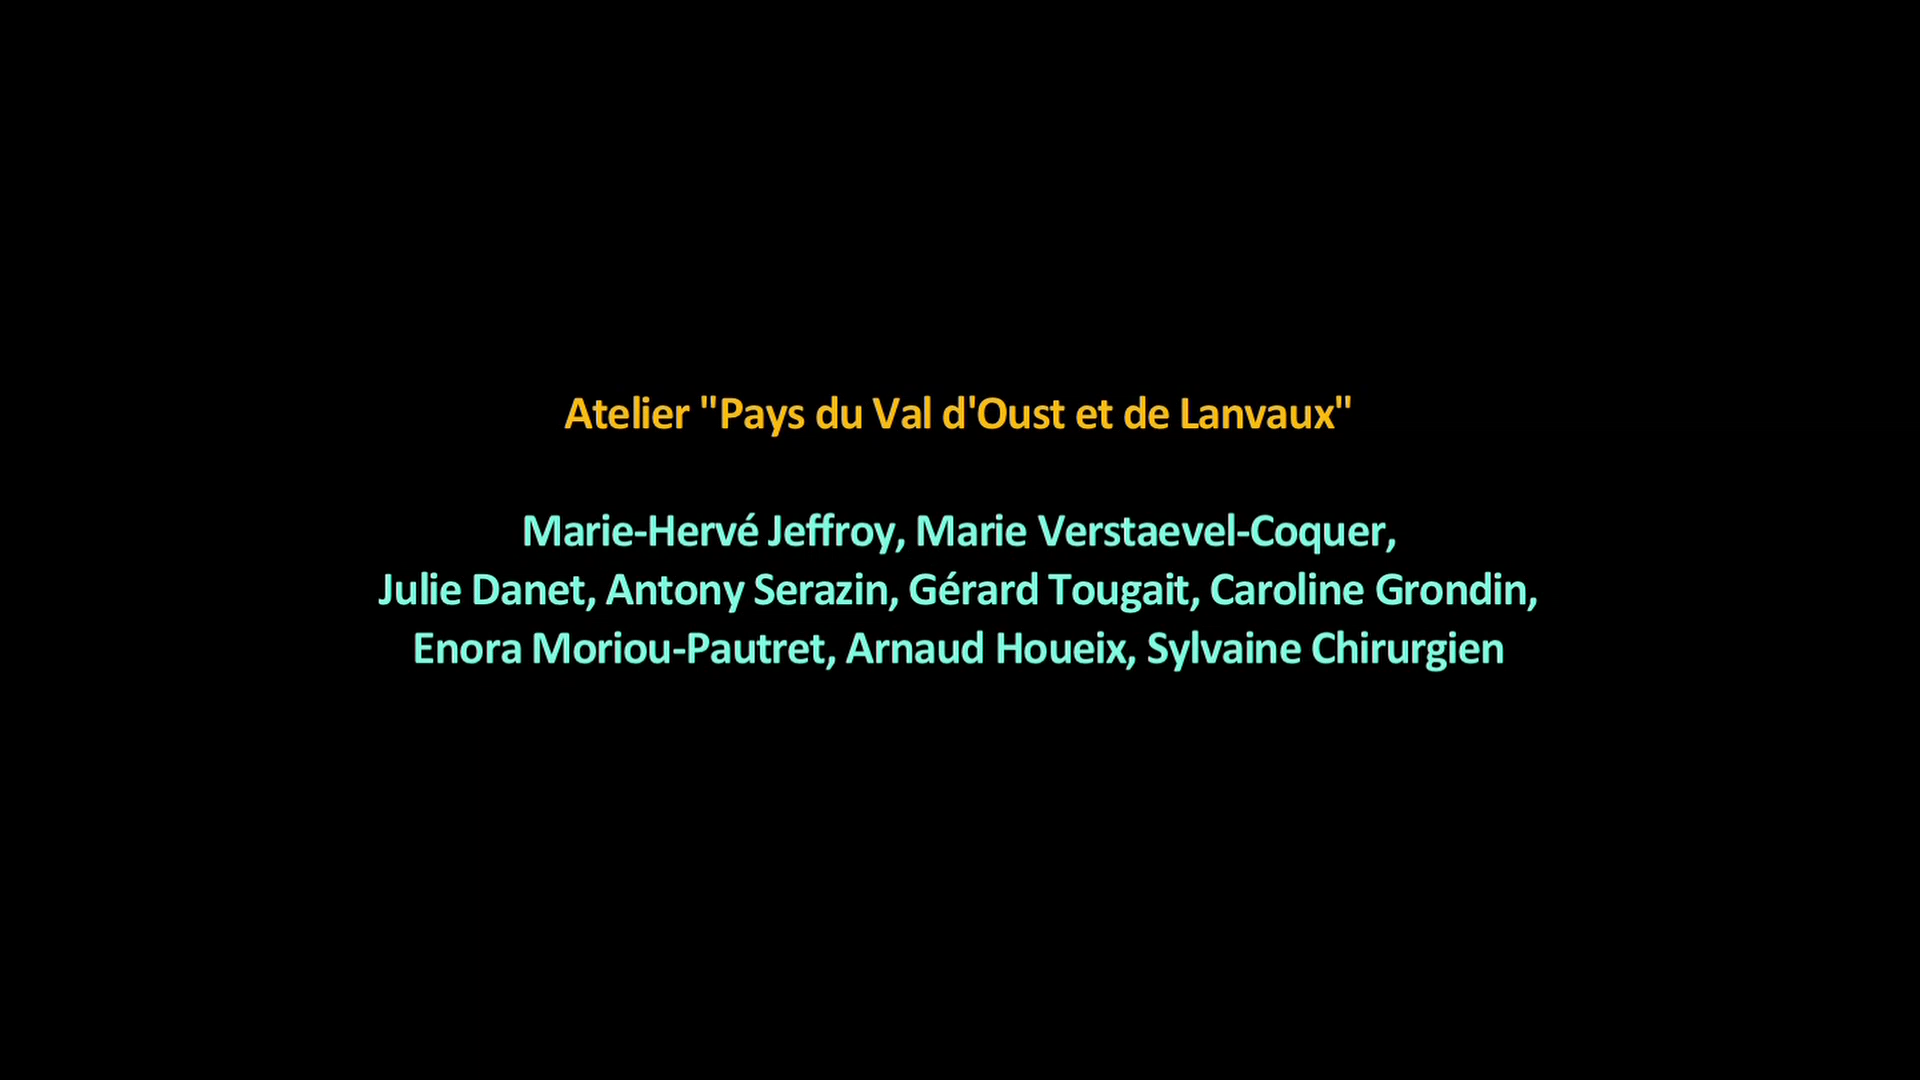 Atelier "Pays du Val d'Oust et de Lanvaux"
Marie-Hervé Jeffroy, Marie Verstaevel-Coquer,
Julie Danet, Antony Serazin, Gérard Tougait, Caroline Grondin,
Enora Moriou-Pautret, Arnaud Houeix, Sylvaine Chirurgien